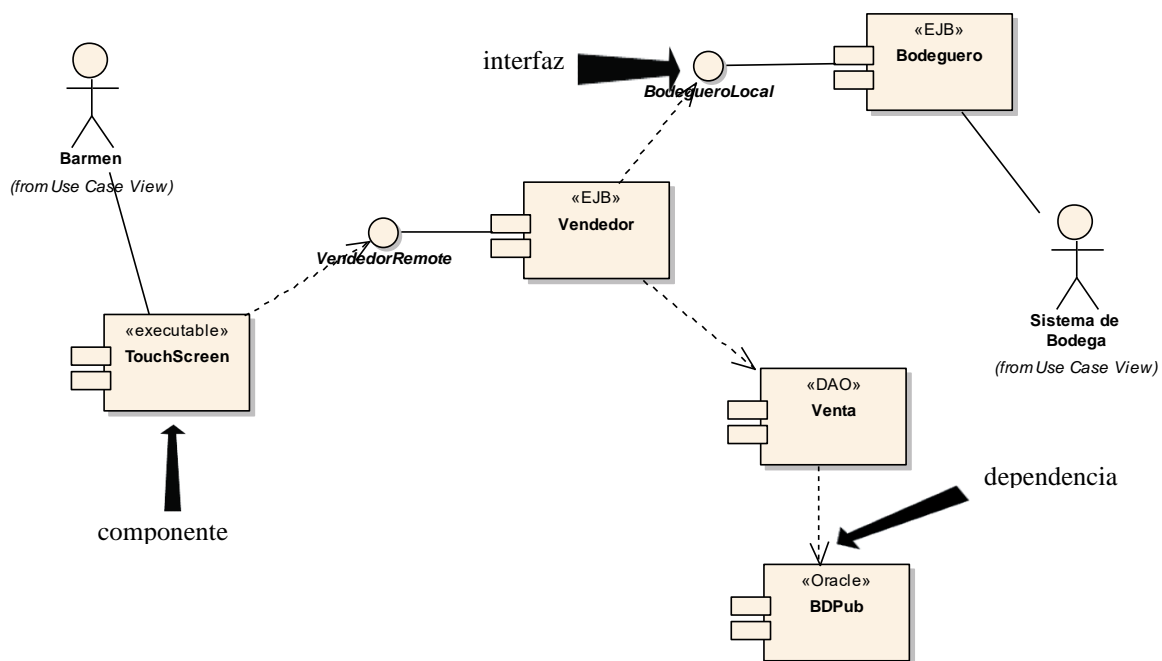 «EJB»
Bodeguero
interfaz
BodegueroLocal
Barmen
(from Use Case View)
«EJB»
Vendedor
VendedorRemote
«executable»
TouchScreen
Sistema de
Bodega
(from Use Case View)
«DAO»
Venta
dependencia
componente
«Oracle»
BDPub